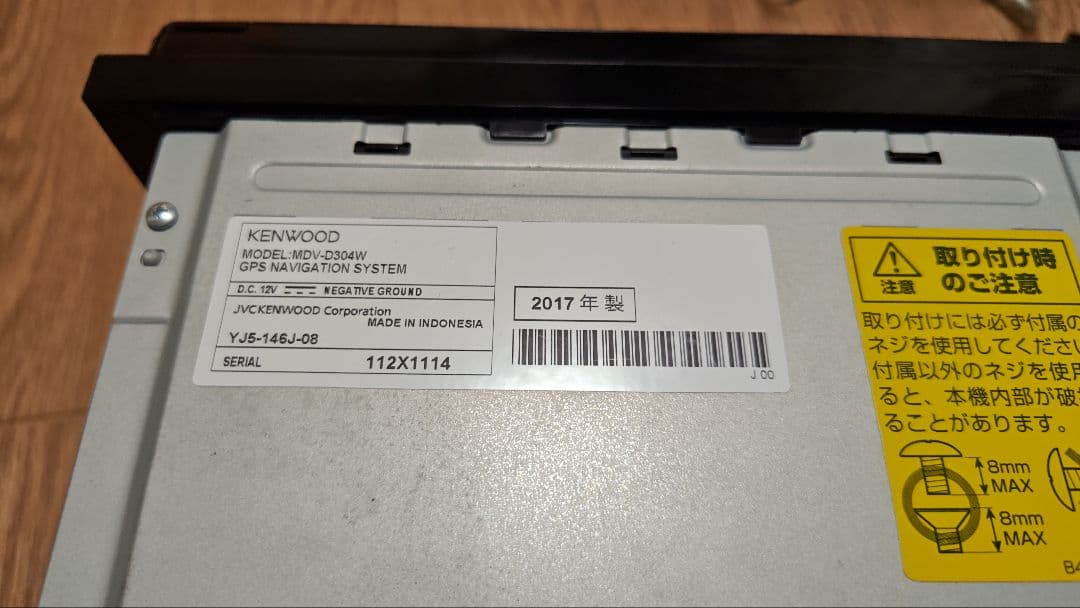 KENWOOD
MODEL:MDV-D304W
GPS NAVIGATION SYSTEM
D.C. 12V NEGATIVE GROUND
JVCKENWOOD Corporation
MADE IN INDONESIA
YJ5-146J-08
SERIAL 112X1114
2017 年 製
J 00
注意
取り付け時
のご注意
取り付けには必ず付属の
ネジを使用してください
付属以外のネジを使用
ると、本機内部が破
ることがあります。
8mm
MAX
8mm
MAX